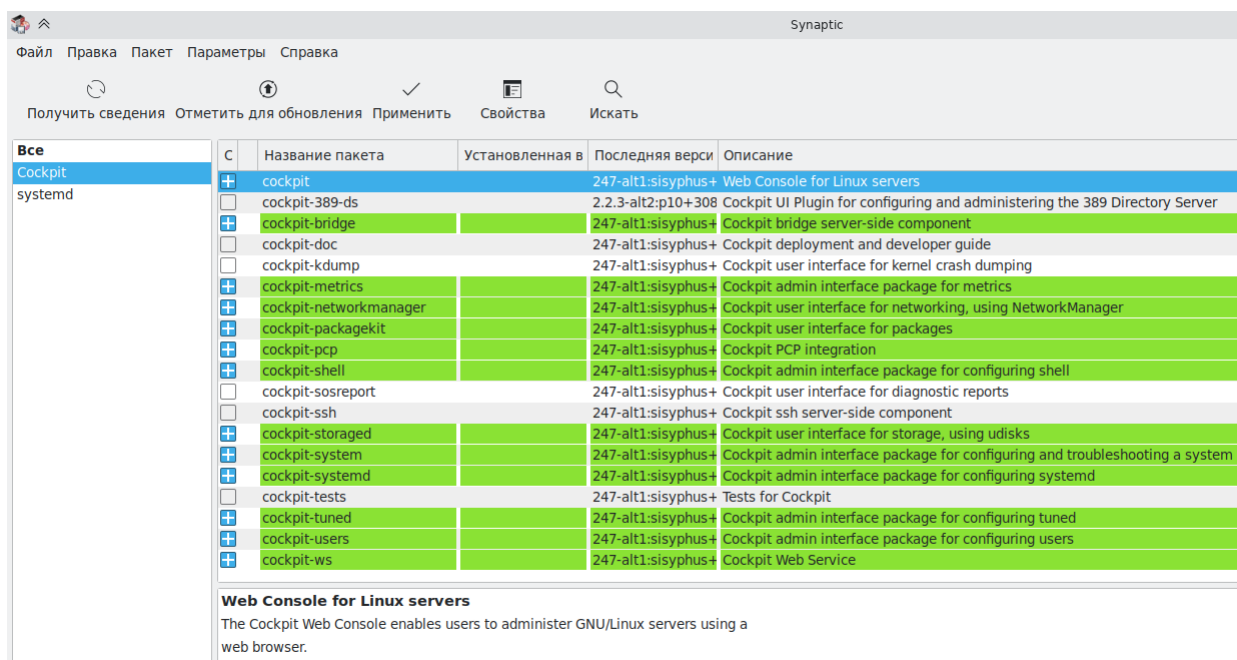 Synaptic
Файл Правка Пакет Параметры Справка
Получить сведения Отметить для обновления Применить Свойства Искать
Все
Cockpit
systemd
С Название пакета Установленная в Последняя верси Описание
cockpit 247-alt1:sisyphus+ Web Console for Linux servers
cockpit-389-ds 2.2.3-alt2:p10+308 Cockpit UI Plugin for configuring and administering the 389 Directory Server
cockpit-bridge 247-alt1:sisyphus+ Cockpit bridge server-side component
cockpit-doc 247-alt1:sisyphus+ Cockpit deployment and developer guide
cockpit-kdump 247-alt1:sisyphus+ Cockpit user interface for kernel crash dumping
cockpit-metrics 247-alt1:sisyphus+ Cockpit admin interface package for metrics
cockpit-networkmanager 247-alt1:sisyphus+ Cockpit user interface for networking, using NetworkManager
cockpit-packagekit 247-alt1:sisyphus+ Cockpit user interface for packages
cockpit-pcp 247-alt1:sisyphus+ Cockpit PCP integration
cockpit-shell 247-alt1:sisyphus+ Cockpit admin interface package for configuring shell
cockpit-sosreport 247-alt1:sisyphus+ Cockpit user interface for diagnostic reports
cockpit-ssh 247-alt1:sisyphus+ Cockpit ssh server-side component
cockpit-storaged 247-alt1:sisyphus+ Cockpit user interface for storage, using udisks
cockpit-system 247-alt1:sisyphus+ Cockpit admin interface package for configuring and troubleshooting a system
cockpit-systemd 247-alt1:sisyphus+ Cockpit admin interface package for configuring systemd
cockpit-tests 247-alt1:sisyphus+ Tests for Cockpit
cockpit-tuned 247-alt1:sisyphus+ Cockpit admin interface package for configuring tuned
cockpit-users 247-alt1:sisyphus+ Cockpit admin interface package for configuring users
cockpit-ws 247-alt1:sisyphus+ Cockpit Web Service
Web Console for Linux servers
The Cockpit Web Console enables users to administer GNU/Linux servers using a
web browser.